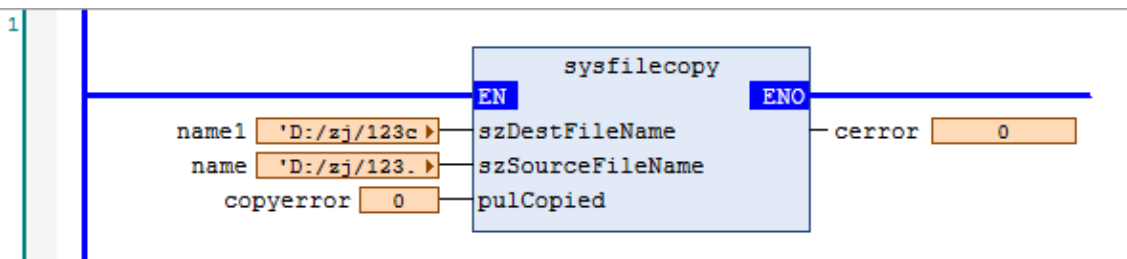 1
sysfilecopy
EN ENO
name1 'D:/zj/123c szDestFileName cerror 0
name 'D:/zj/123. szSourceFileName
copyerror 0 pulCopied